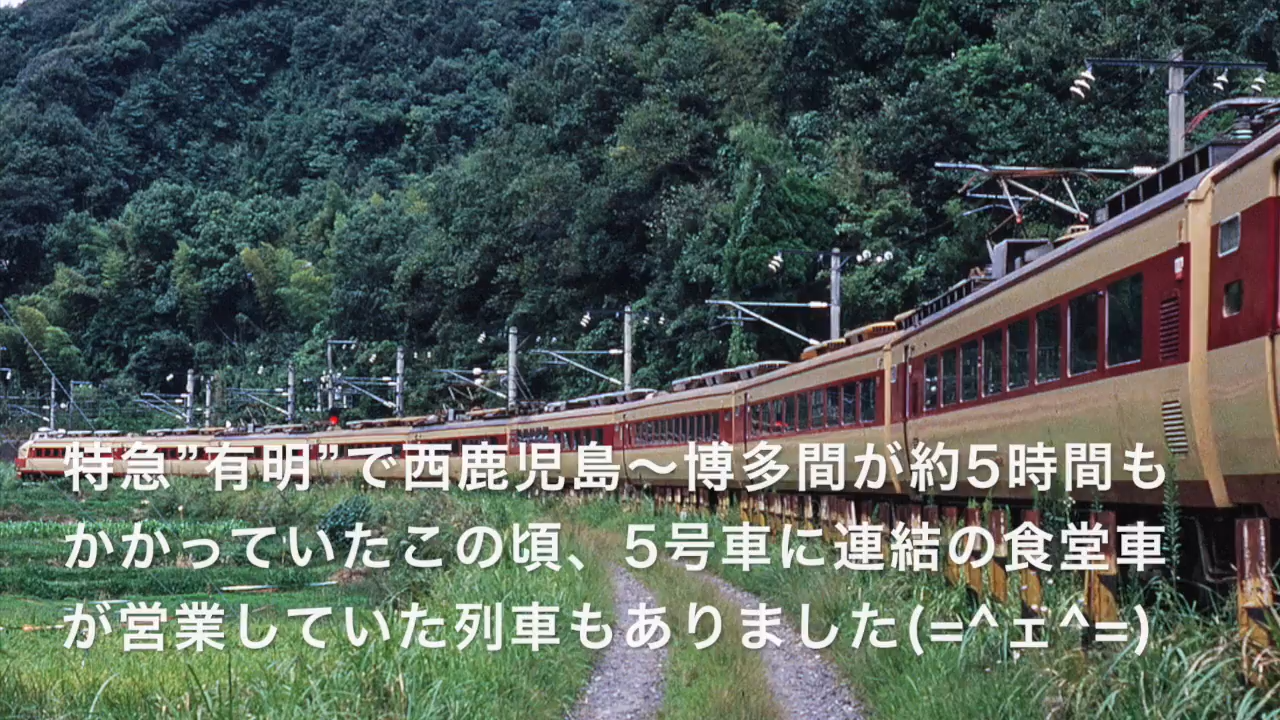 特急”有明”で西鹿児島〜博多間が約5時間も
かかっていたこの頃、5号車に連結の食堂車
が営業していた列車もありました(=^ェ^=)